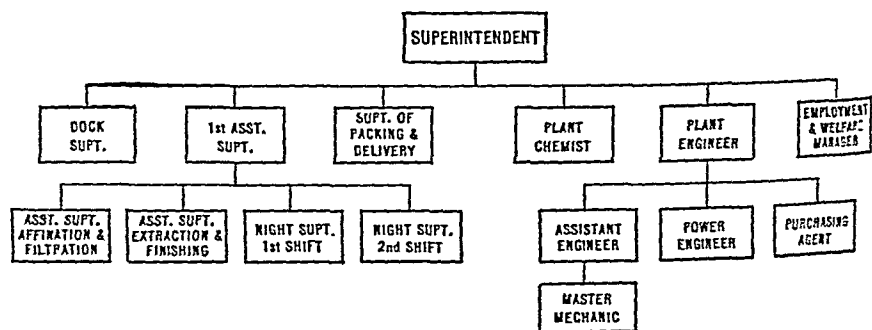 SUPERINTENDENT
DOCK
SUPT.
1st ASST.
SUPT.
SUPT. OF
PACKING &
DELIVERY
PLANT
CHEMIST
PLANT
ENGINEER
EMPLOYMENT
& WELFARE
MANAGER
ASST. SUPT.
AFFINATION &
FILTPATION
ASST. SUPT.
EXTRACTION &
FINISHING
NIGHT SUPT.
1st SHIFT
NIGHT SUPT.
2nd SHIFT
ASSISTANT
ENGINEER
POWER
ENGINEER
PURCHASING
AGENT
MASTER
MECHANIC